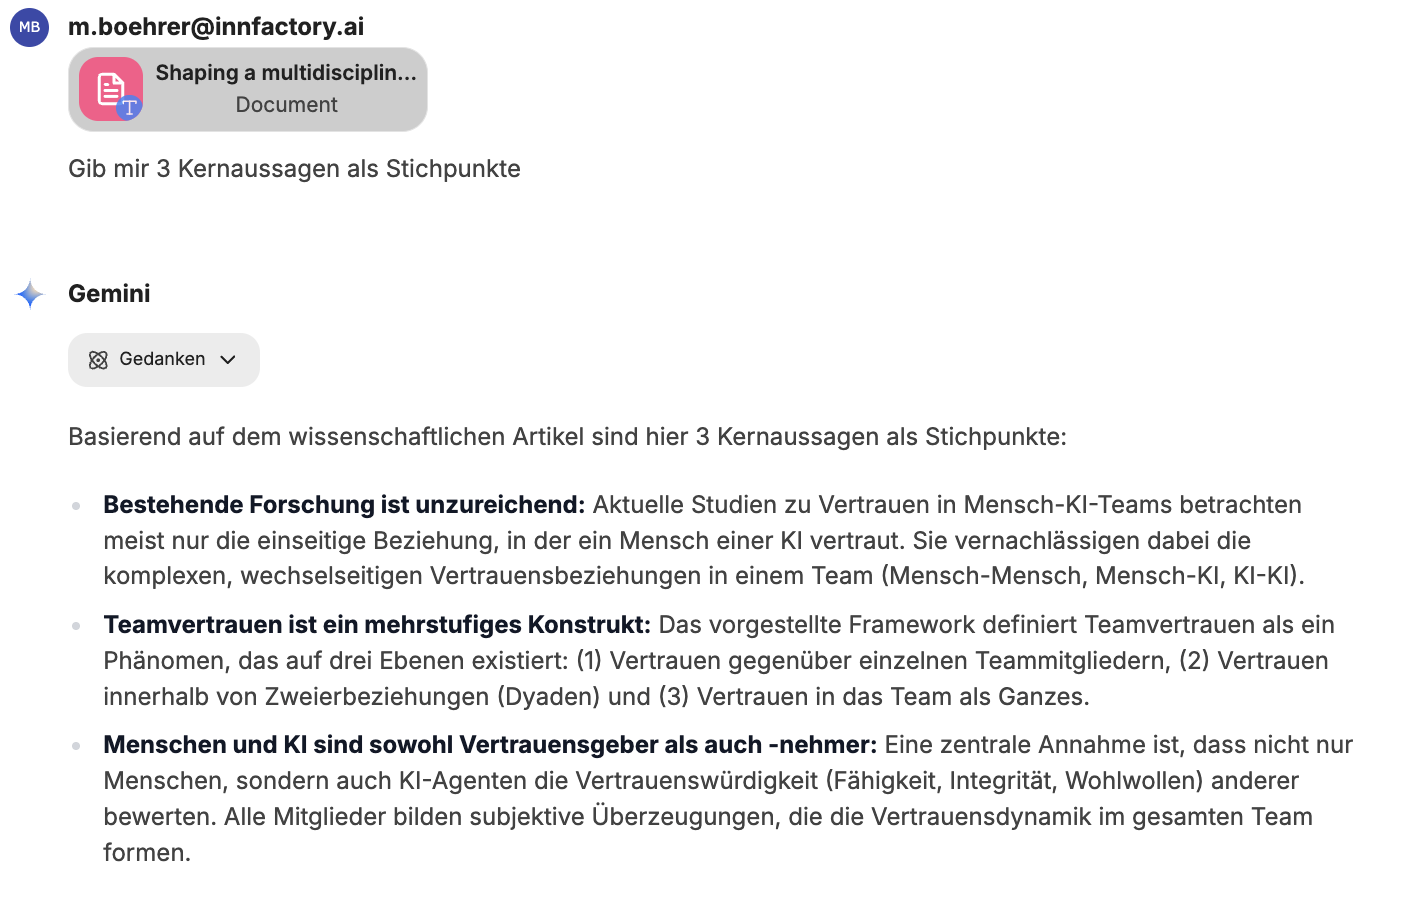 MB
m.boehrer@innfactory.ai
Shaping a multidisciplin...
T
Document
Gib mir 3 Kernaussagen als Stichpunkte
Gemini
Gedanken
Basierend auf dem wissenschaftlichen Artikel sind hier 3 Kernaussagen als Stichpunkte:
Bestehende Forschung ist unzureichend: Aktuelle Studien zu Vertrauen in Mensch-KI-Teams betrachten
meist nur die einseitige Beziehung, in der ein Mensch einer KI vertraut. Sie vernachlässigen dabei die
komplexen, wechselseitigen Vertrauensbeziehungen in einem Team (Mensch-Mensch, Mensch-KI, KI-KI).
Teamvertrauen ist ein mehrstufiges Konstrukt: Das vorgestellte Framework definiert Teamvertrauen als ein
Phänomen, das auf drei Ebenen existiert: (1) Vertrauen gegenüber einzelnen Teammitgliedern, (2) Vertrauen
innerhalb von Zweierbeziehungen (Dyaden) und (3) Vertrauen in das Team als Ganzes.
Menschen und KI sind sowohl Vertrauensgeber als auch -nehmer: Eine zentrale Annahme ist, dass nicht nur
Menschen, sondern auch KI-Agenten die Vertrauenswürdigkeit (Fähigkeit, Integrität, Wohlwollen) anderer
bewerten. Alle Mitglieder bilden subjektive Überzeugungen, die die Vertrauensdynamik im gesamten Team
formen.